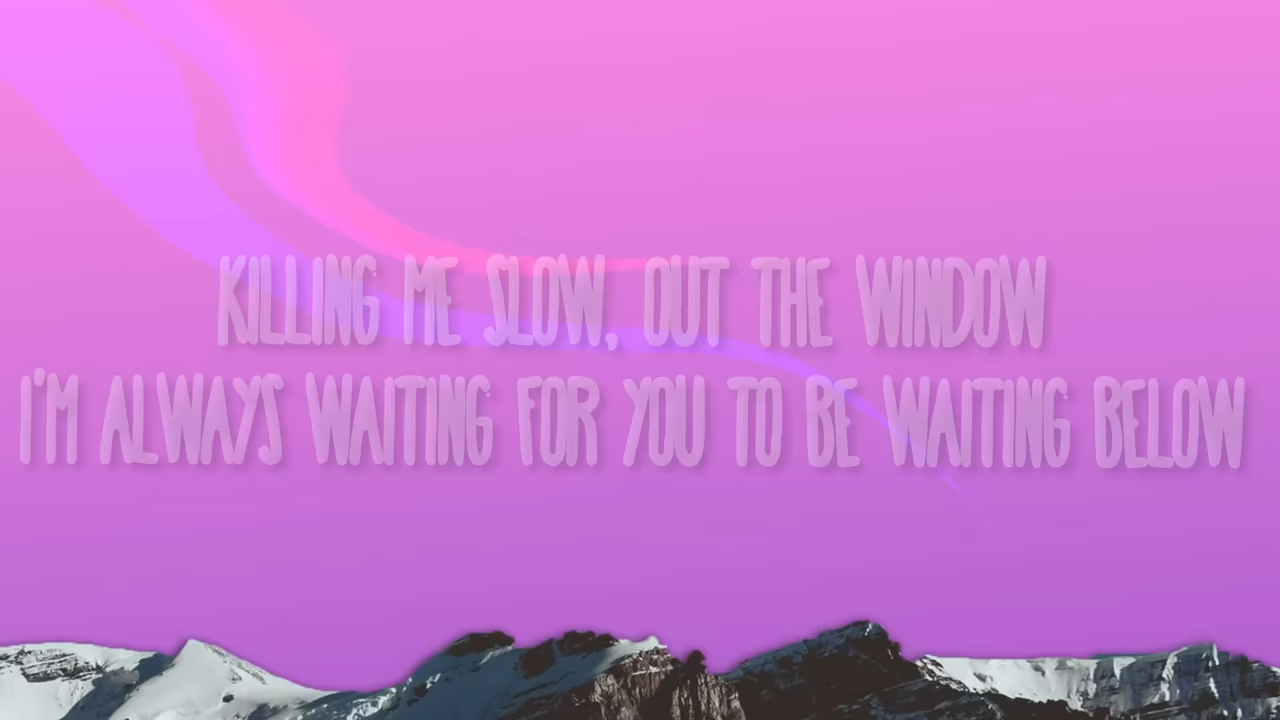 KILLING ME SLOW, OUT THE WINDOW
I'M ALWAYS WAITING FOR YOU TO BE WAITING BELOW